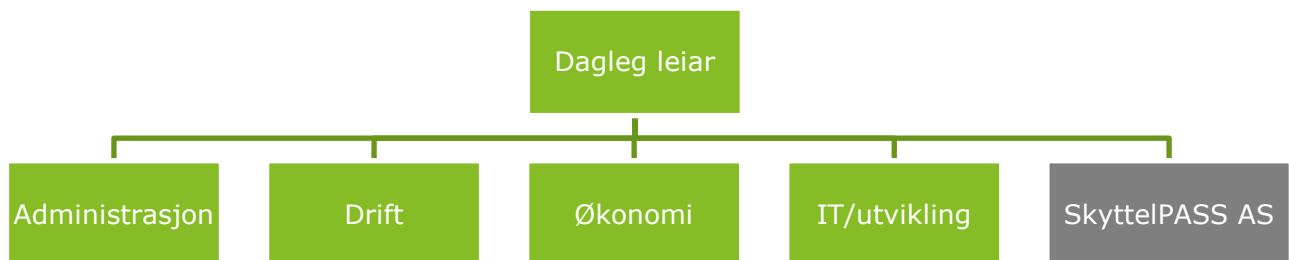 Dagleg leiar
Administrasjon
Drift
Økonomi
IT/utvikling
SkyttelPASS AS